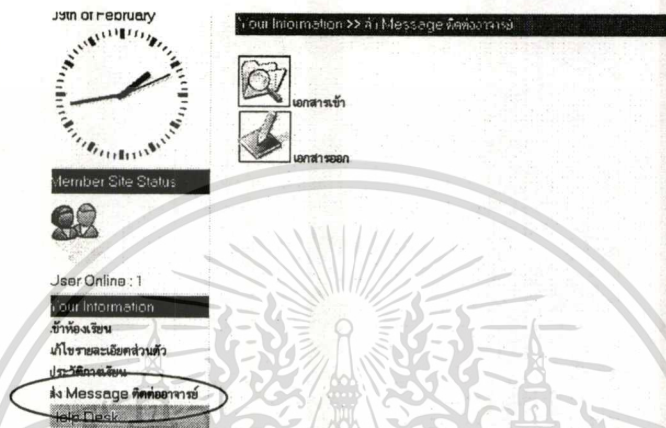 09th of February
Your Information >> ส่ง Message ติดต่ออาจารย์
เอกสารเข้า
เอกสารออก
Member Site Status
User Online : 1
Your Information
เข้าห้องเรียน
แก้ไขรายละเอียดส่วนตัว
ประวัติการเรียน
ส่ง Message ติดต่ออาจารย์
Help Desk